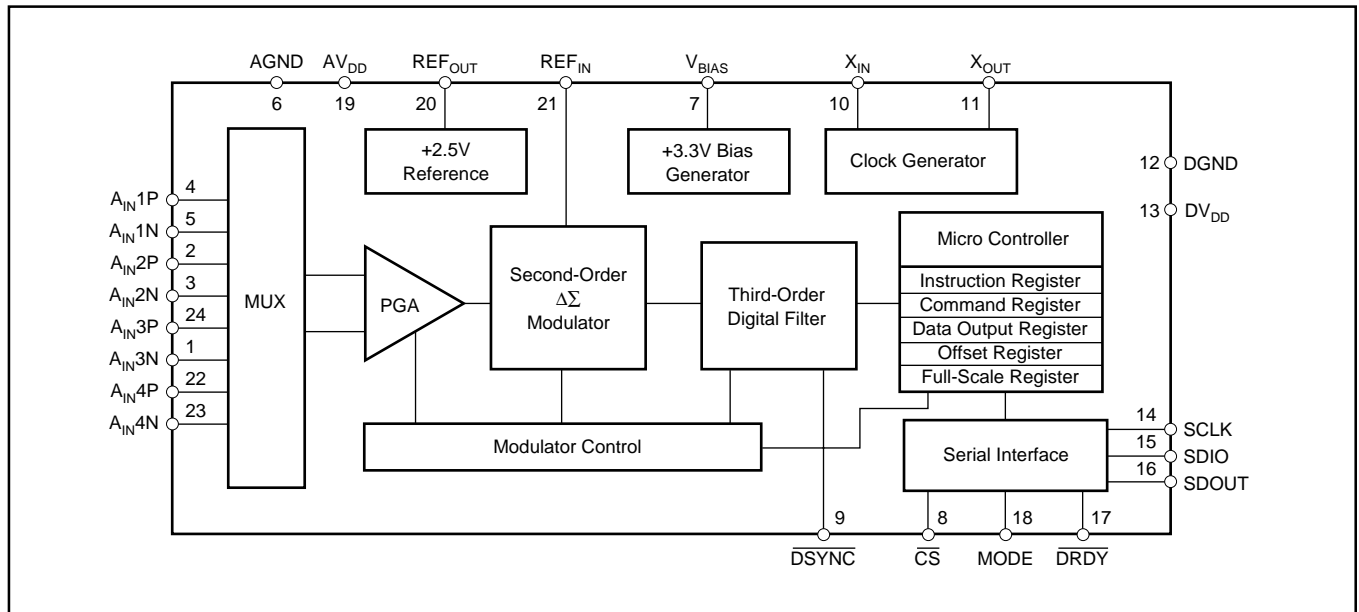 AGND AVDD REFOUT REFIN VBIAS XIN XOUT
6 19 20 21 7 10 11
+2.5V
Reference
+3.3V Bias
Generator
Clock Generator
12 DGND
13 DVDD
AIN1P 4
AIN1N 5
AIN2P 2
AIN2N 3
AIN3P 24
AIN3N 1
AIN4P 22
AIN4N 23
MUX
PGA
Second-Order
ΔΣ
Modulator
Third-Order
Digital Filter
Micro Controller
Instruction Register
Command Register
Data Output Register
Offset Register
Full-Scale Register
Modulator Control
Serial Interface
14 SCLK
15 SDIO
16 SDOUT
9 8 18 17
D̅S̅Y̅N̅C̅ C̅S̅ MODE D̅R̅D̅Y̅